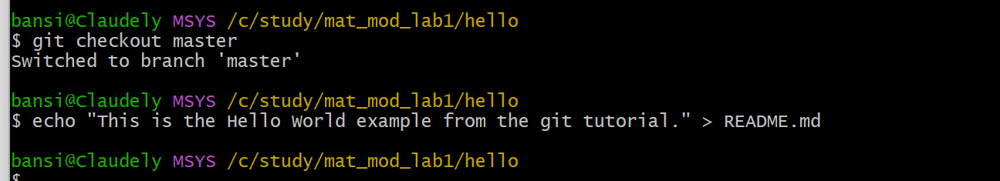 bansi@Claudely MSYS /c/study/mat_mod_lab1/hello
$ git checkout master
Switched to branch 'master'
bansi@Claudely MSYS /c/study/mat_mod_lab1/hello
$ echo "This is the Hello World example from the git tutorial." > README.md
bansi@Claudely MSYS /c/study/mat_mod_lab1/hello
$